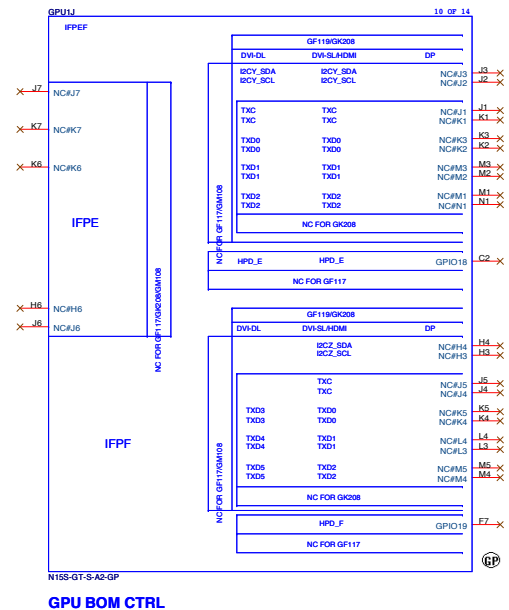 GPU1J 10 OF 14
IFPEF
GF119/GK208
DVI-DL DVI-SL/HDMI DP
I2CY_SDA I2CY_SDA NC#J3 J3
I2CY_SCL I2CY_SCL NC#J2 J2
J7 NC#J7
TXC TXC NC#J1 J1
TXC TXC NC#K1 K1
K7 NC#K7
TXD0 TXD0 NC#K3 K3
TXD0 TXD0 NC#K2 K2
K6 NC#K6
TXD1 TXD1 NC#M3 M3
TXD1 TXD1 NC#M2 M2
TXD2 TXD2 NC#M1 M1
TXD2 TXD2 NC#N1 N1
IFPE
NC FOR GK208
NC FOR GF117/GM108
HPD_E HPD_E GPIO18 C2
NC FOR GF117
NC FOR GF117/GK208/GM108
H6 NC#H6
J6 NC#J6
GF119/GK208
DVI-DL DVI-SL/HDMI DP
I2CZ_SDA NC#H4 H4
I2CZ_SCL NC#H3 H3
TXC NC#J5 J5
TXC NC#J4 J4
TXD3 TXD0 NC#K5 K5
TXD3 TXD0 NC#K4 K4
TXD4 TXD1 NC#L4 L4
TXD4 TXD1 NC#L3 L3
IFPF
TXD5 TXD2 NC#M5 M5
TXD5 TXD2 NC#M4 M4
NC FOR GF117/GM108
NC FOR GK208
HPD_F GPIO19 F7
NC FOR GF117
GP
N15S-GT-S-A2-GP
GPU BOM CTRL